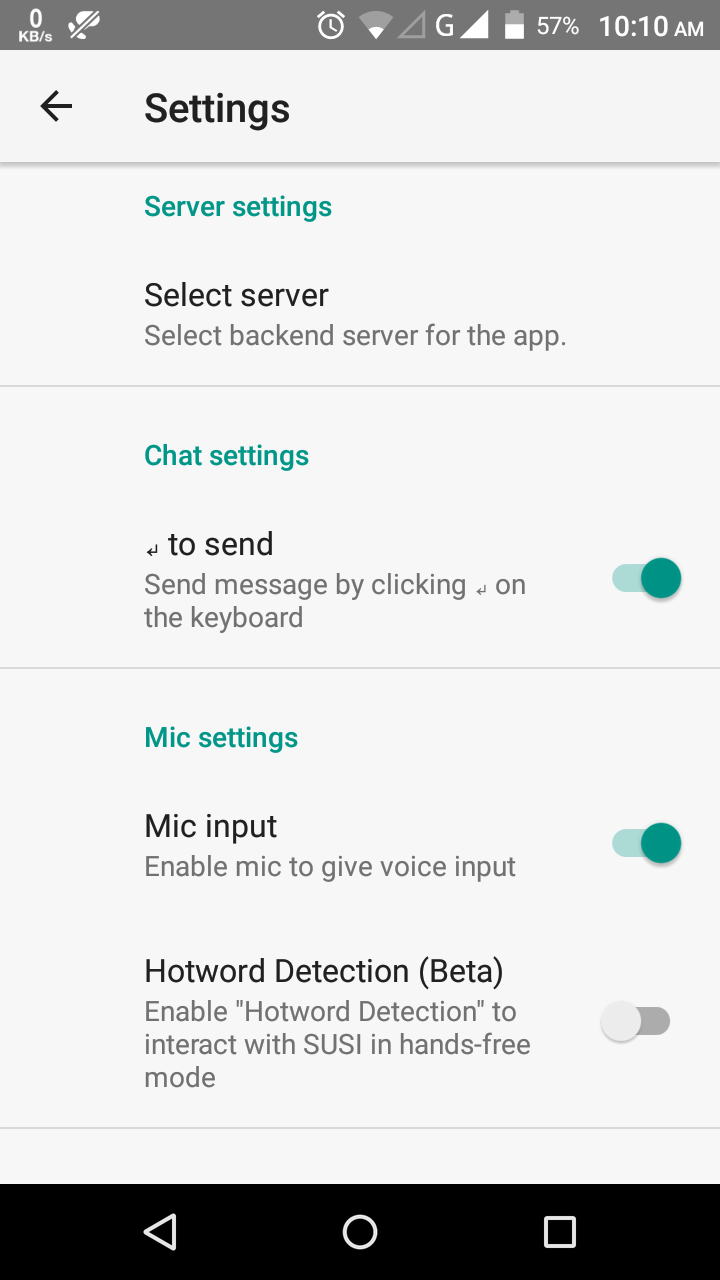 0
KB/s
G
57%
10:10 AM
Settings
Server settings
Select server
Select backend server for the app.
Chat settings
↵ to send
Send message by clicking ↵ on
the keyboard
Mic settings
Mic input
Enable mic to give voice input
Hotword Detection (Beta)
Enable "Hotword Detection" to
interact with SUSI in hands-free
mode